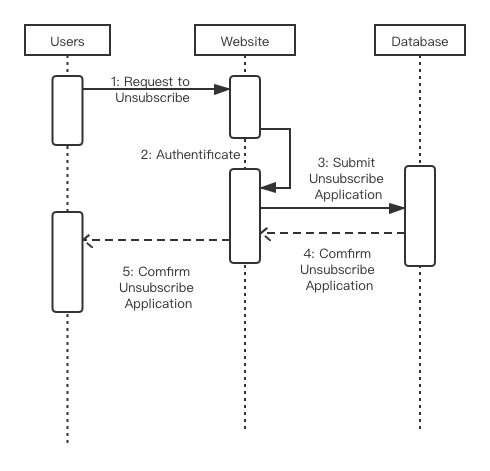 Users
Website
Database
1: Request to
Unsubscribe
2: Authentificate
3: Submit
Unsubscribe
Application
4: Comfirm
Unsubscribe
Application
5: Comfirm
Unsubscribe
Application